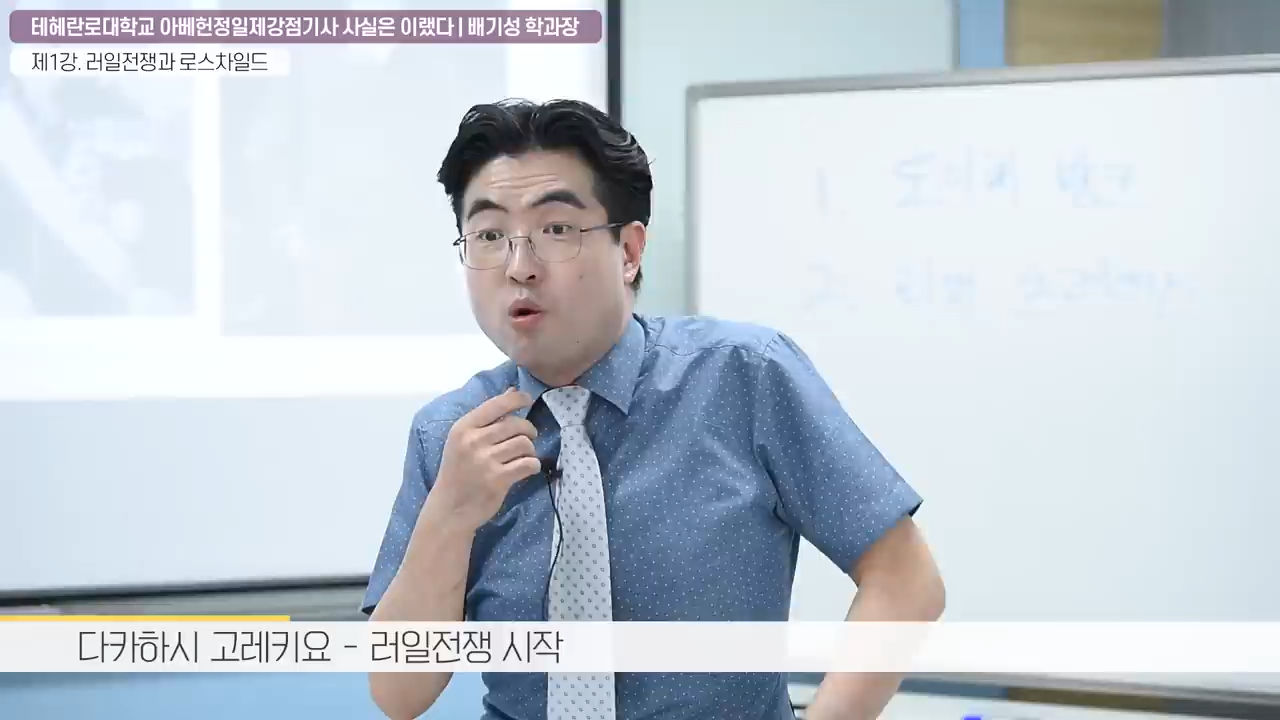 테헤란로대학교 아베헌정일제강점기사 사실은 이랬다 | 배기성 학과장
제1강. 러일전쟁과 로스차일드
다카하시 고레키요 - 러일전쟁 시작